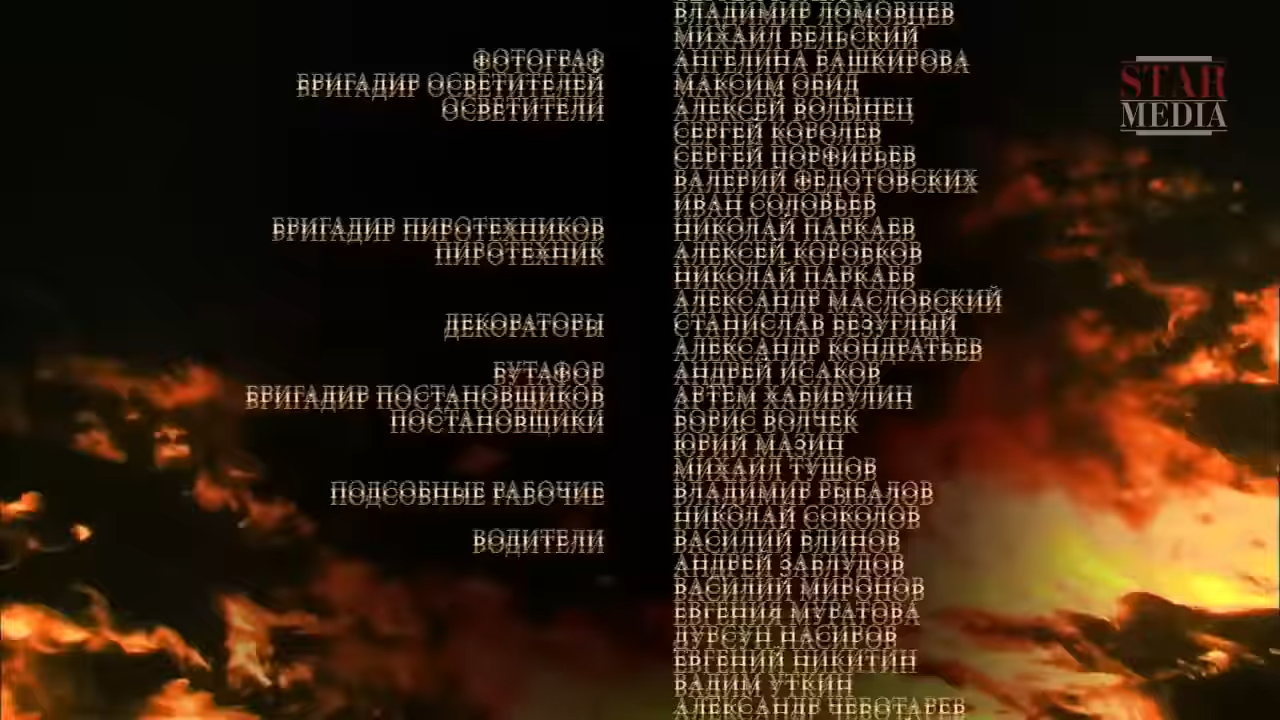 ВЛАДИМИР ЛОМОВЦЕВ
МИХАИЛ БЕЛЬСКИЙ
ФОТОГРАФ АНГЕЛИНА БАШКИРОВА
БРИГАДИР ОСВЕТИТЕЛЕЙ МАКСИМ ОБИД
ОСВЕТИТЕЛИ АЛЕКСЕЙ ВОЛЫНЕЦ
СЕРГЕЙ КОРОЛЕВ
СЕРГЕЙ ПОРФИРЬЕВ
ВАЛЕРИЙ ФЕДОТОВСКИХ
ИВАН СОЛОВЬЕВ
БРИГАДИР ПИРОТЕХНИКОВ НИКОЛАЙ ПАРКАЕВ
ПИРОТЕХНИК АЛЕКСЕЙ КОРОБКОВ
НИКОЛАЙ ПАРКАЕВ
АЛЕКСАНДР МАСЛОВСКИЙ
ДЕКОРАТОРЫ СТАНИСЛАВ БЕЗУГЛЫЙ
АЛЕКСАНДР КОНДРАТЬЕВ
БУТАФОР АНДРЕЙ ИСАКОВ
БРИГАДИР ПОСТАНОВЩИКОВ АРТЕМ ХАБИБУЛИН
ПОСТАНОВЩИКИ БОРИС ВОЛЧЕК
ЮРИЙ МАЗИН
МИХАИЛ ТУШОВ
ПОДСОБНЫЕ РАБОЧИЕ ВЛАДИМИР РЫБАЛОВ
НИКОЛАЙ СОКОЛОВ
ВОДИТЕЛИ ВАСИЛИЙ БЛИНОВ
АНДРЕЙ ЗАБЛУДОВ
ВАСИЛИЙ МИРОНОВ
ЕВГЕНИЯ МУРАТОВА
ДУРСУН НАСИРОВ
ЕВГЕНИЙ НИКИТИН
ВАДИМ УТКИН
АЛЕКСАНДР ЧЕБОТАРЕВ
STAR
MEDIA